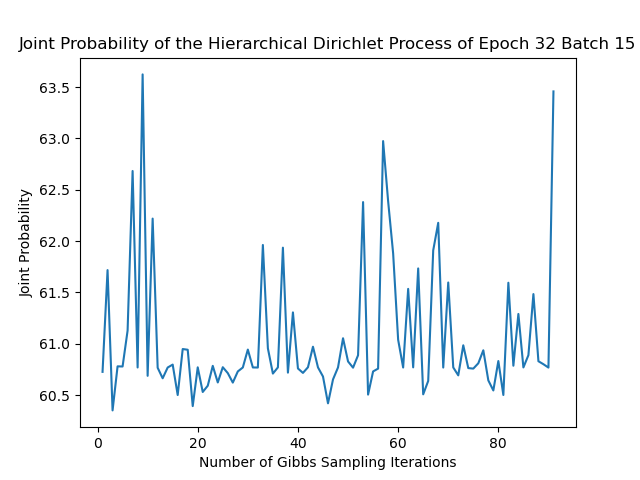 Joint Probability of the Hierarchical Dirichlet Process of Epoch 32 Batch 15
63.5
63.0
62.5
62.0
61.5
61.0
60.5
Joint Probability
0 20 40 60 80
Number of Gibbs Sampling Iterations